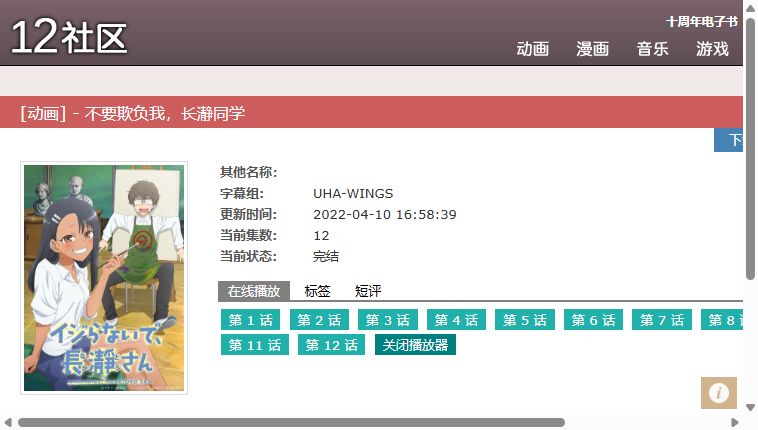 12社区
十周年电子书
动画 漫画 音乐 游戏
[动画] - 不要欺负我，长瀞同学
其他名称：
字幕组： UHA-WINGS
更新时间： 2022-04-10 16:58:39
当前集数： 12
当前状态： 完结
在线播放 标签 短评
第 1 话 第 2 话 第 3 话 第 4 话 第 5 话 第 6 话 第 7 话 第 8
第 11 话 第 12 话 关闭播放器
イジらないで、
長瀞さん